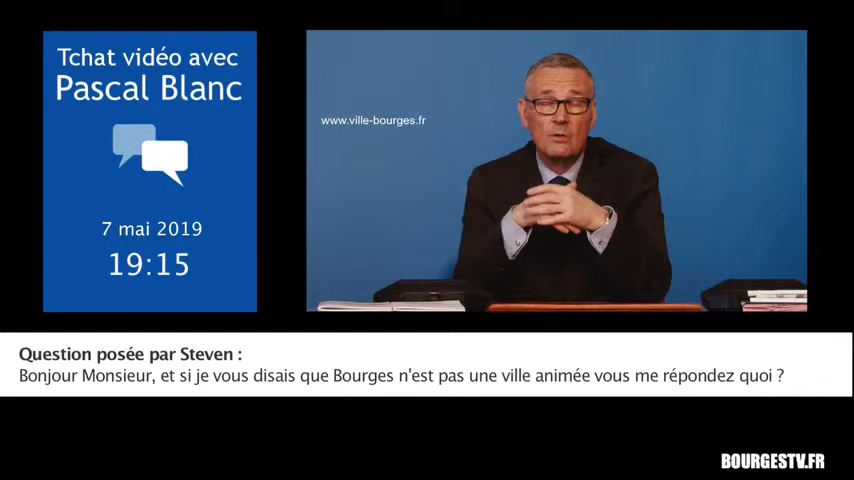 Tchat vidéo avec
Pascal Blanc
7 mai 2019
19:15
www.ville-bourges.fr
Question posée par Steven :
Bonjour Monsieur, et si je vous disais que Bourges n'est pas une ville animée vous me répondez quoi ?
BOURGESTV.FR